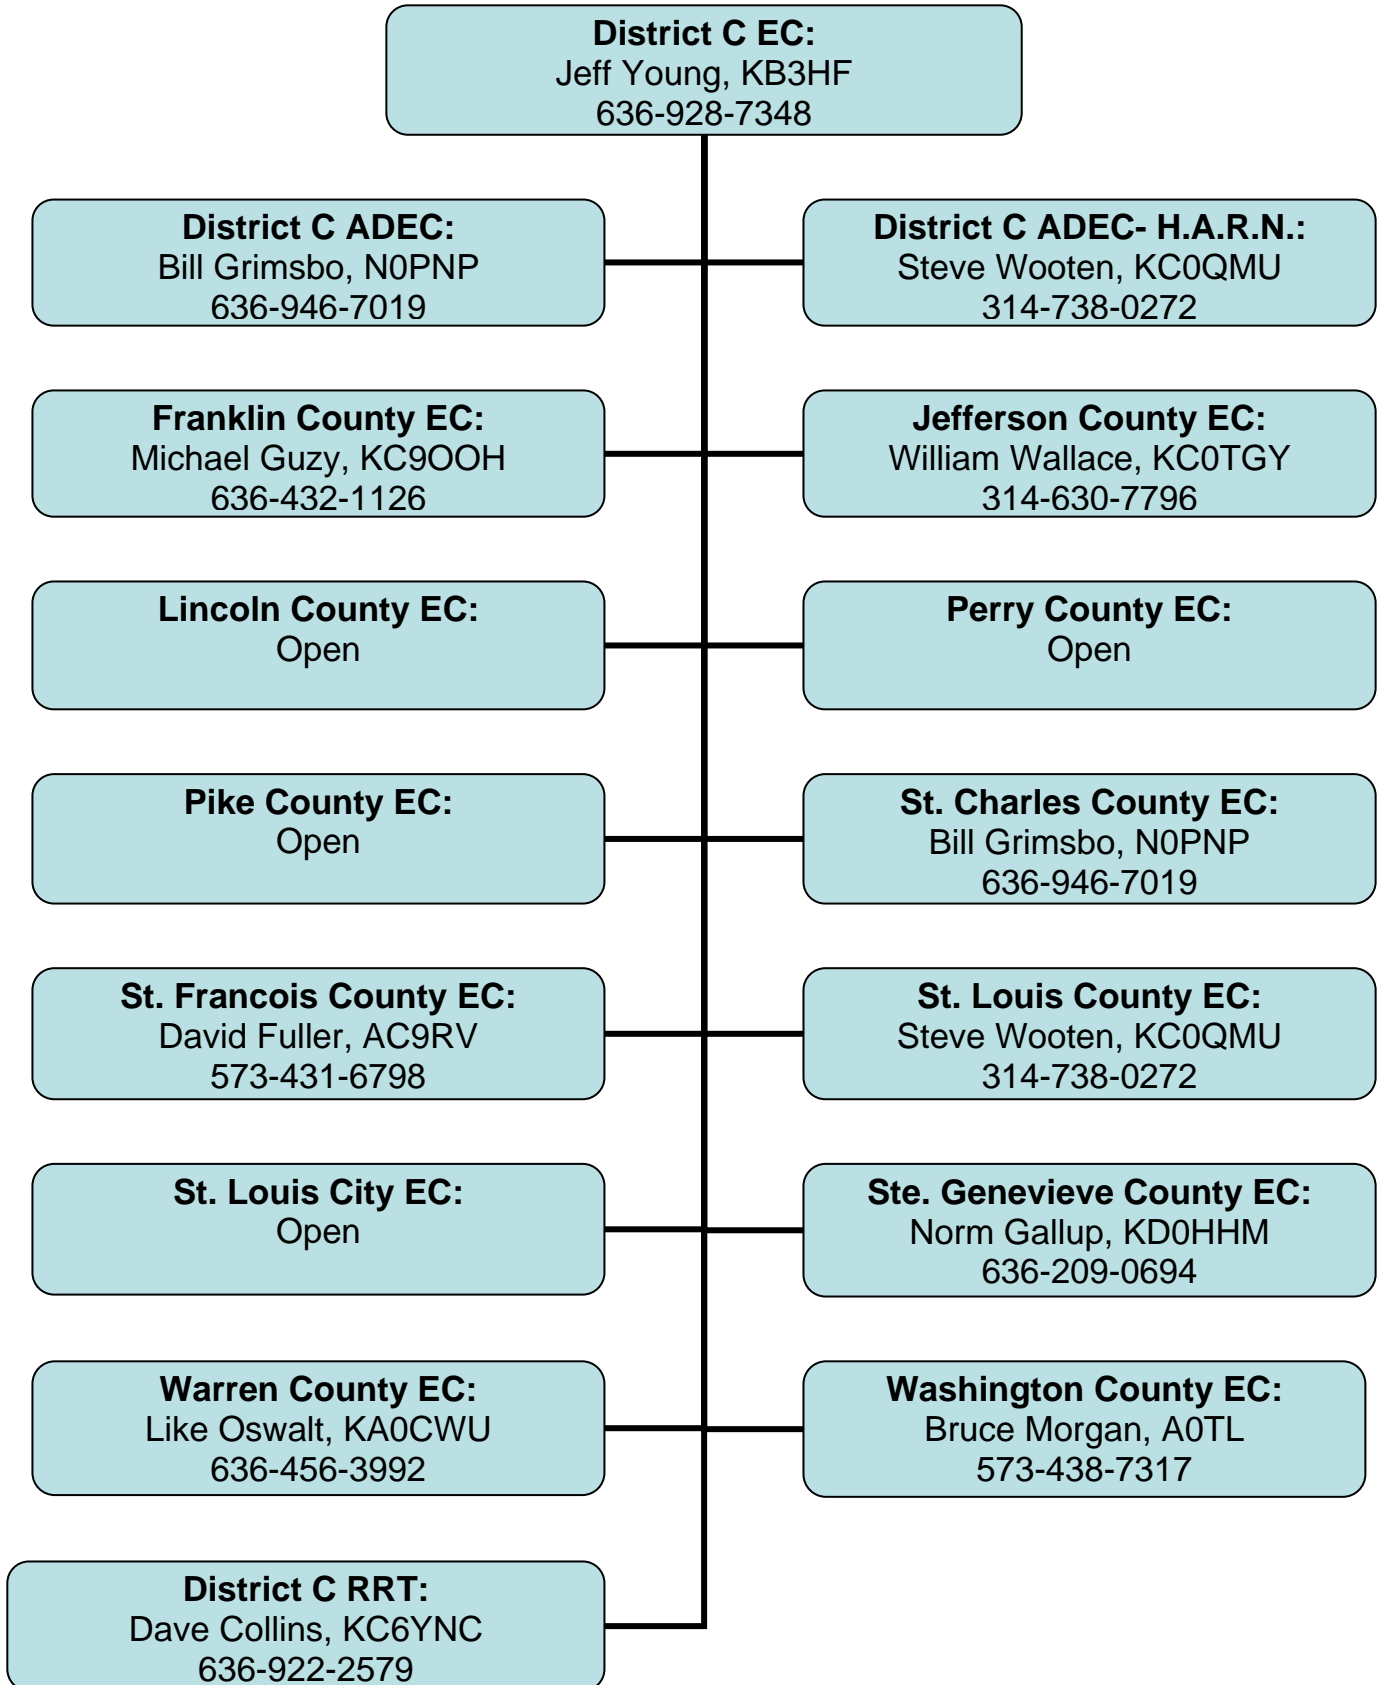 District C EC:
Jeff Young, KB3HF
636-928-7348
District C ADEC:
Bill Grimsbo, N0PNP
636-946-7019
District C ADEC- H.A.R.N.:
Steve Wooten, KC0QMU
314-738-0272
Franklin County EC:
Michael Guzy, KC9OOH
636-432-1126
Jefferson County EC:
William Wallace, KC0TGY
314-630-7796
Lincoln County EC:
Open
Perry County EC:
Open
Pike County EC:
Open
St. Charles County EC:
Bill Grimsbo, N0PNP
636-946-7019
St. Francois County EC:
David Fuller, AC9RV
573-431-6798
St. Louis County EC:
Steve Wooten, KC0QMU
314-738-0272
St. Louis City EC:
Open
Ste. Genevieve County EC:
Norm Gallup, KD0HHM
636-209-0694
Warren County EC:
Like Oswalt, KA0CWU
636-456-3992
Washington County EC:
Bruce Morgan, A0TL
573-438-7317
District C RRT:
Dave Collins, KC6YNC
636-922-2579